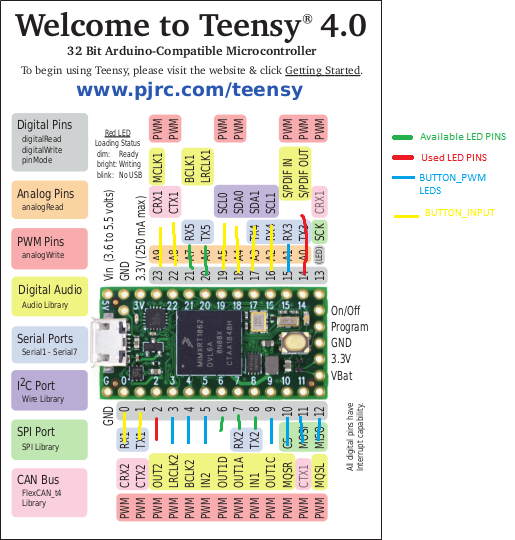 Welcome to Teensy® 4.0
32 Bit Arduino-Compatible Microcontroller
To begin using Teensy, please visit the website & click Getting Started.
www.pjrc.com/teensy
Digital Pins
digitalRead
digitalWrite
pinMode
Analog Pins
analogRead
PWM Pins
analogWrite
Digital Audio
Audio Library
Serial Ports
Serial1 - Serial7
I²C Port
Wire Library
SPI Port
SPI Library
CAN Bus
FlexCAN_t4
Library
Red LED
Loading Status
dim: Ready
bright: Writing
blink: No USB
Vin (3.6 to 5.5 volts)
GND
3.3V (250 mA max)
PWM
MCLK1
CRX1
A9
23
PWM
CTX1
A8
22
BCLK1
RX5
A7
21
LRCLK1
TX5
A6
20
PWM
SCL0
A5
19
PWM
SDA0
A4
18
SDA1
TX4
A3
17
SCL1
RX4
A2
16
PWM
S/PDIF IN
RX3
A1
15
PWM
S/PDIF OUT
TX3
A0
14
PWM
CRX1
SCK
(LED)
13
5V
3V
22
21
20
19
18
17
16
15
14
MIMXRT1862
DVL6A
0N88X
CTAA1848H
G
0
2
4
6
8
9
10
11
On/Off
Program
GND
3.3V
VBat
GND
0
RX1
CRX2
PWM
1
TX1
CTX2
PWM
2
OUT2
PWM
3
LRCLK2
PWM
4
BCLK2
PWM
5
IN2
PWM
6
OUT1D
PWM
7
RX2
OUT1A
PWM
8
TX2
IN1
PWM
9
OUT1C
PWM
10
CS
MQSR
PWM
11
MOSI
CTX1
PWM
12
MISO
MQSL
PWM
All digital pins have
Interrupt capability.
Available LED PINS
Used LED PINS
BUTTON_PWM
LEDS
BUTTON_INPUT